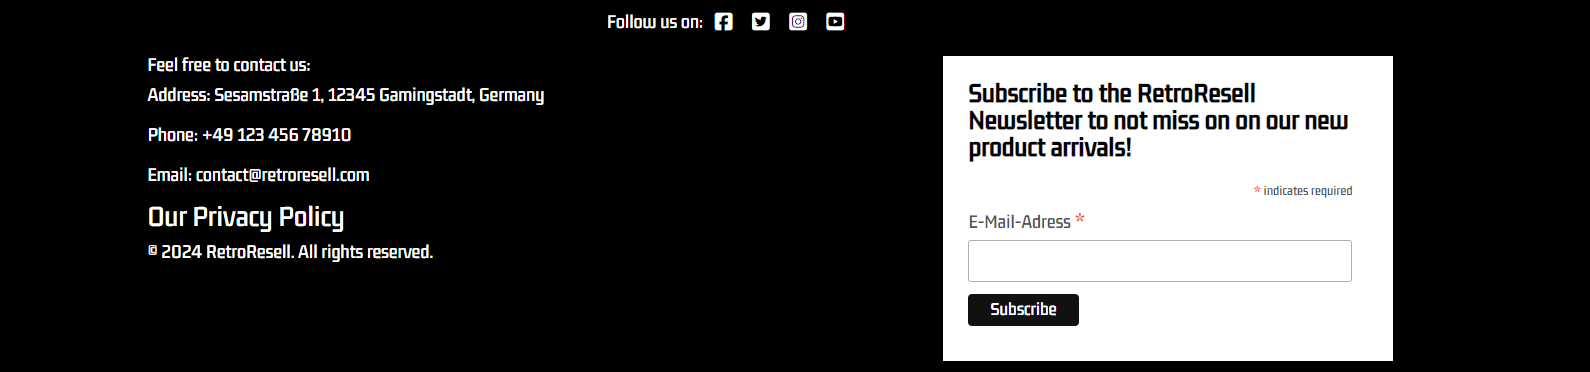 Follow us on:
Feel free to contact us:
Address: Sesamstraße 1, 12345 Gamingstadt, Germany
Phone: +49 123 456 78910
Email: contact@retroresell.com
Our Privacy Policy
© 2024 RetroResell. All rights reserved.
Subscribe to the RetroResell
Newsletter to not miss on on our new
product arrivals!
* indicates required
E-Mail-Adress *
Subscribe